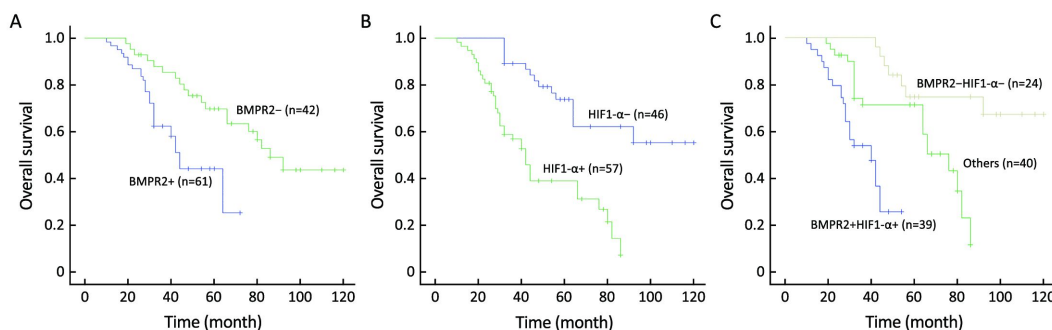 A
Overall survival
1.0
0.8
0.6
0.4
0.2
0
BMPR2− (n=42)
BMPR2+ (n=61)
0 20 40 60 80 100 120
Time (month)
B
Overall survival
1.0
0.8
0.6
0.4
0.2
0
HIF1-α− (n=46)
HIF1-α+ (n=57)
0 20 40 60 80 100 120
Time (month)
C
Overall survival
1.0
0.8
0.6
0.4
0.2
0
BMPR2−HIF1-α− (n=24)
Others (n=40)
BMPR2+HIF1-α+ (n=39)
0 20 40 60 80 100 120
Time (month)